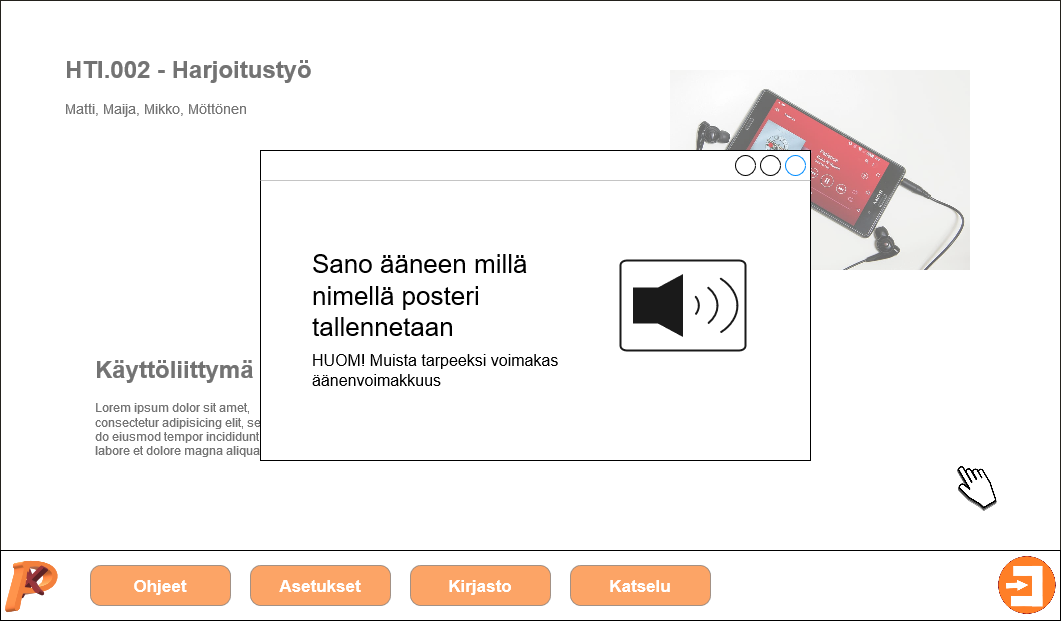 HTI.002 - Harjoitustyö
Matti, Maija, Mikko, Möttönen
Sano ääneen millä
nimellä posteri
tallennetaan
HUOM! Muista tarpeeksi voimakas
äänenvoimakkuus
Käyttöliittymä
Lorem ipsum dolor sit amet,
consectetur adipisicing elit, se
do eiusmod tempor incididunt
labore et dolore magna aliqua
Ohjeet
Asetukset
Kirjasto
Katselu